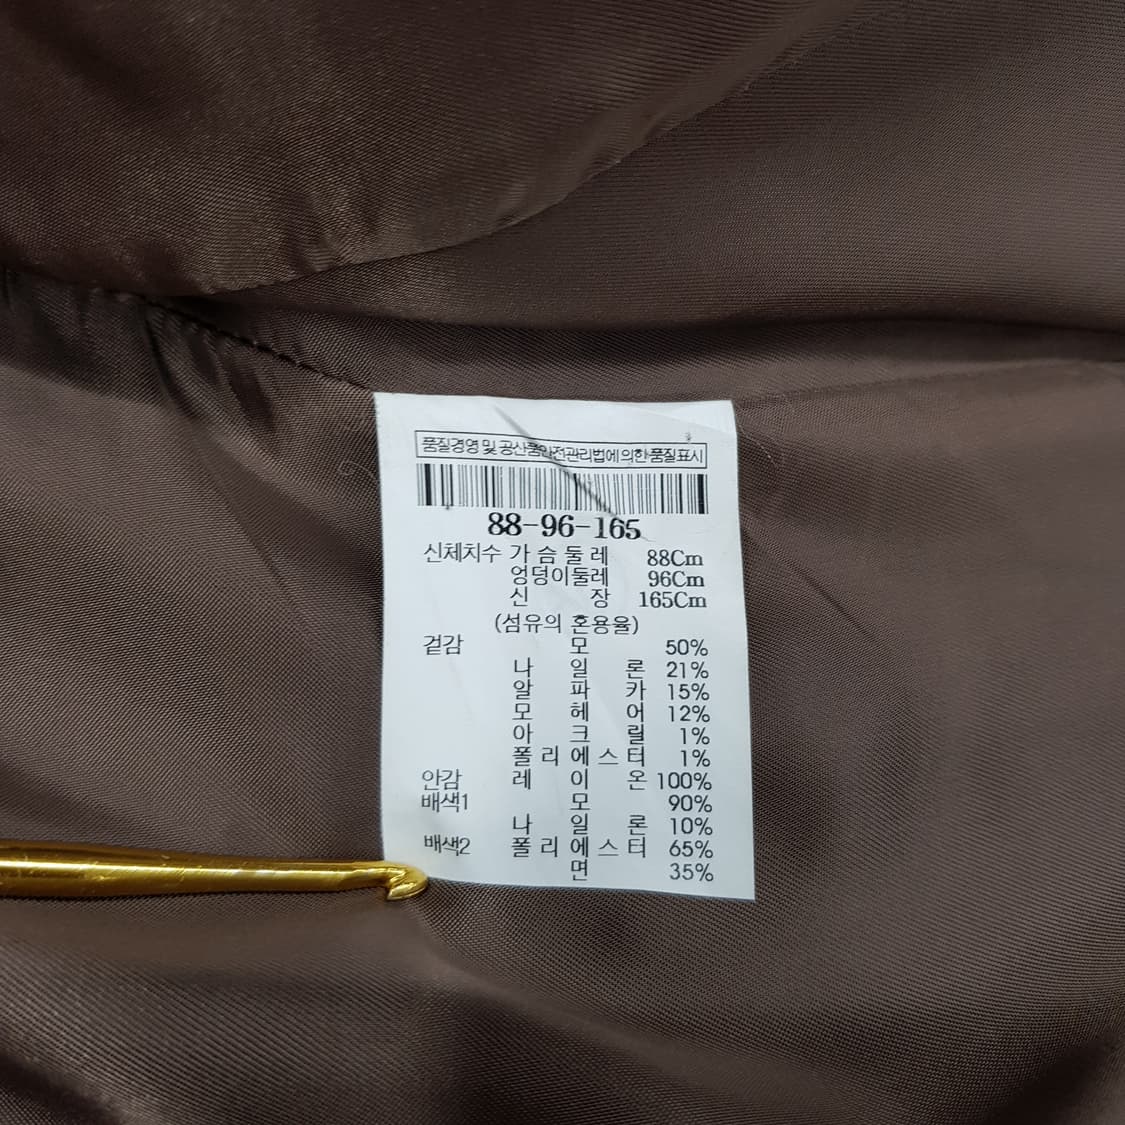 품질경영 및 공산품안전관리법에 의한 품질표시
88-96-165
신체치수 가슴둘레 88Cm
엉덩이둘레 96Cm
신장 165Cm
(섬유의 혼용율)
겉감 모 50%
나일론 21%
알파카 15%
모헤어 12%
아크릴 1%
폴리에스터 1%
안감 레이온 100%
배색1 모 90%
나일론 10%
배색2 폴리에스터 65%
면 35%